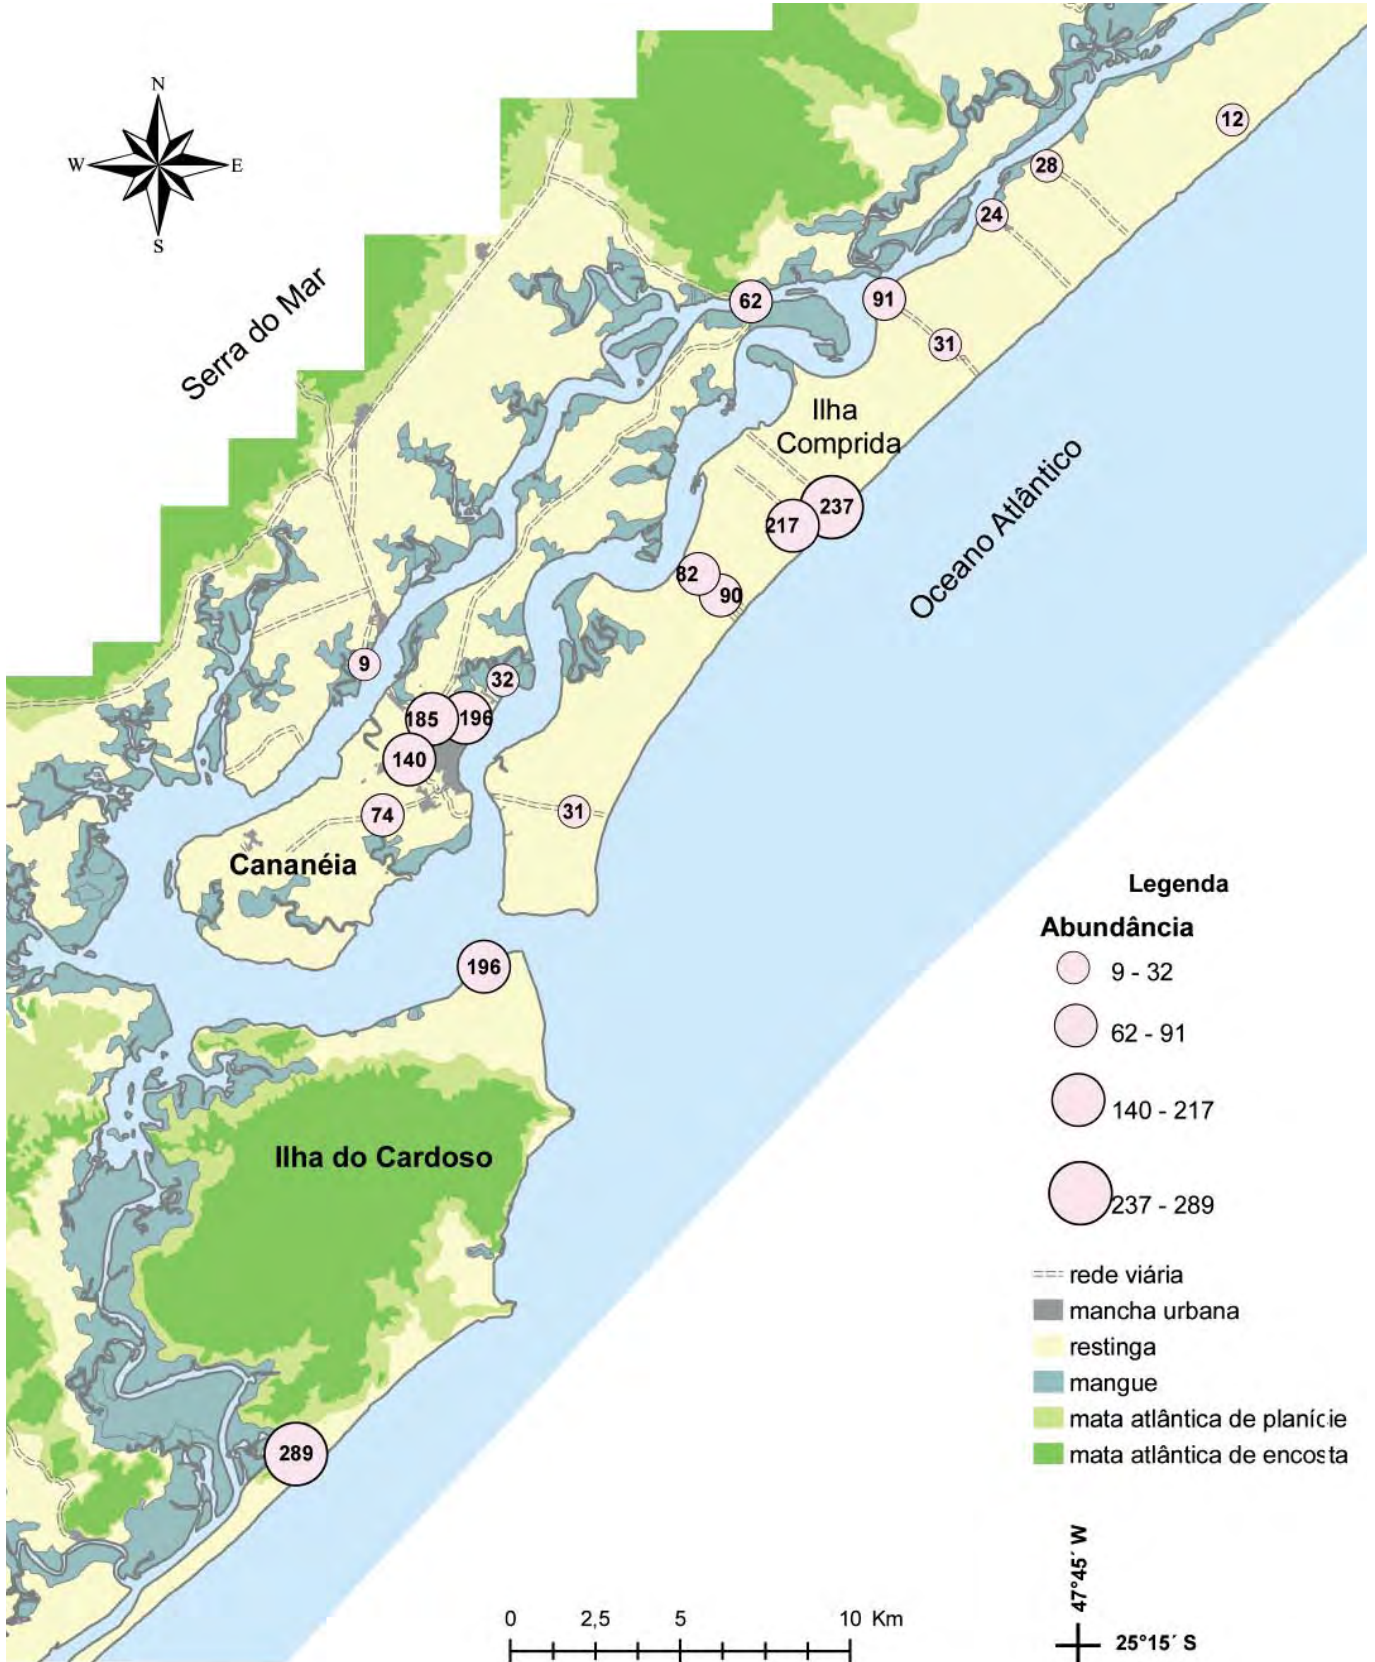 N
W
E
S
Serra do Mar
12
28
24
62
91
31
Ilha
Comprida
237
217
82
90
Oceano Atlântico
9
32
185
196
140
74
31
Cananéia
196
Ilha do Cardoso
289
Legenda
Abundância
9 - 32
62 - 91
140 - 217
237 - 289
rede viária
mancha urbana
restinga
mangue
mata atlântica de planície
mata atlântica de encosta
0 2,5 5 10 Km
47°45´ W
25°15´ S